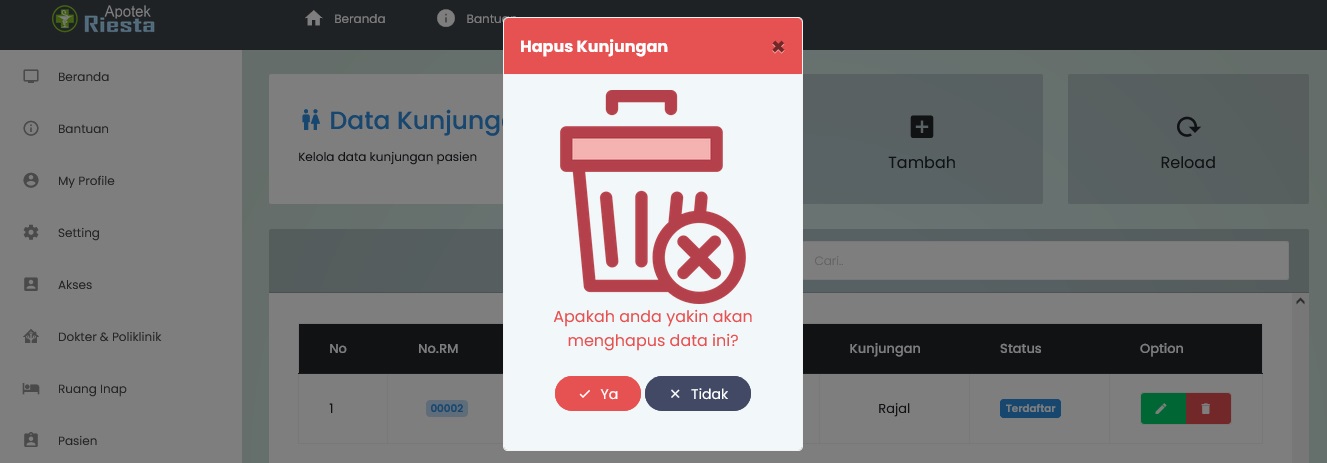 Apotek
Riesta
Beranda
Bantuan
Hapus Kunjungan
Beranda
Bantuan
My Profile
Setting
Akses
Dokter & Poliklinik
Ruang Inap
Pasien
Kelola data kunjungan pasien
Tambah
Reload
Cari..
Apakah anda yakin akan
menghapus data ini?
Ya
Tidak
No No.RM Kunjungan Status Option
1 00002 Rajal Terdaftar
Data